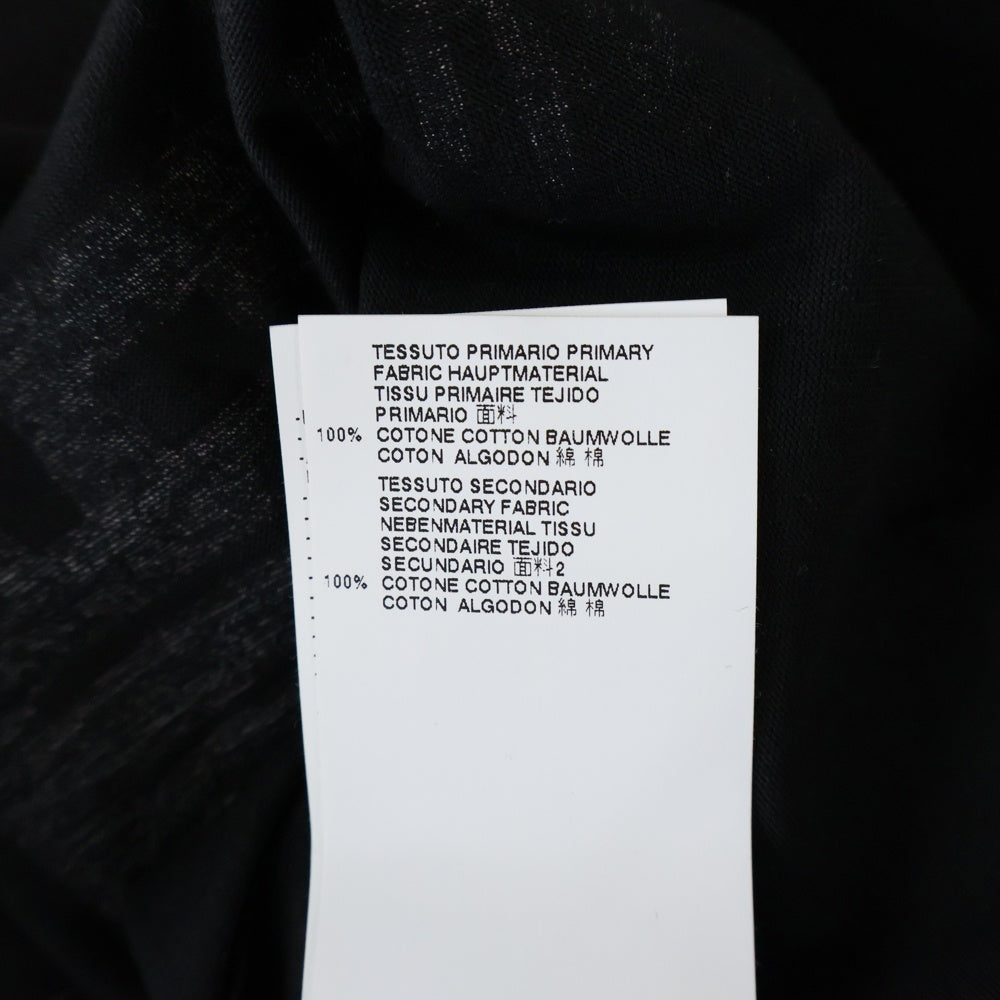 TESSUTO PRIMARIO PRIMARY
FABRIC HAUPTMATERIAL
TISSU PRIMAIRE TEJIDO
PRIMARIO 面料
100% COTONE COTTON BAUMWOLLE
COTON ALGODON 綿 棉
TESSUTO SECONDARIO
SECONDARY FABRIC
NEBENMATERIAL TISSU
SECONDAIRE TEJIDO
SECUNDARIO 面料2
100% COTONE COTTON BAUMWOLLE
COTON ALGODON 綿 棉